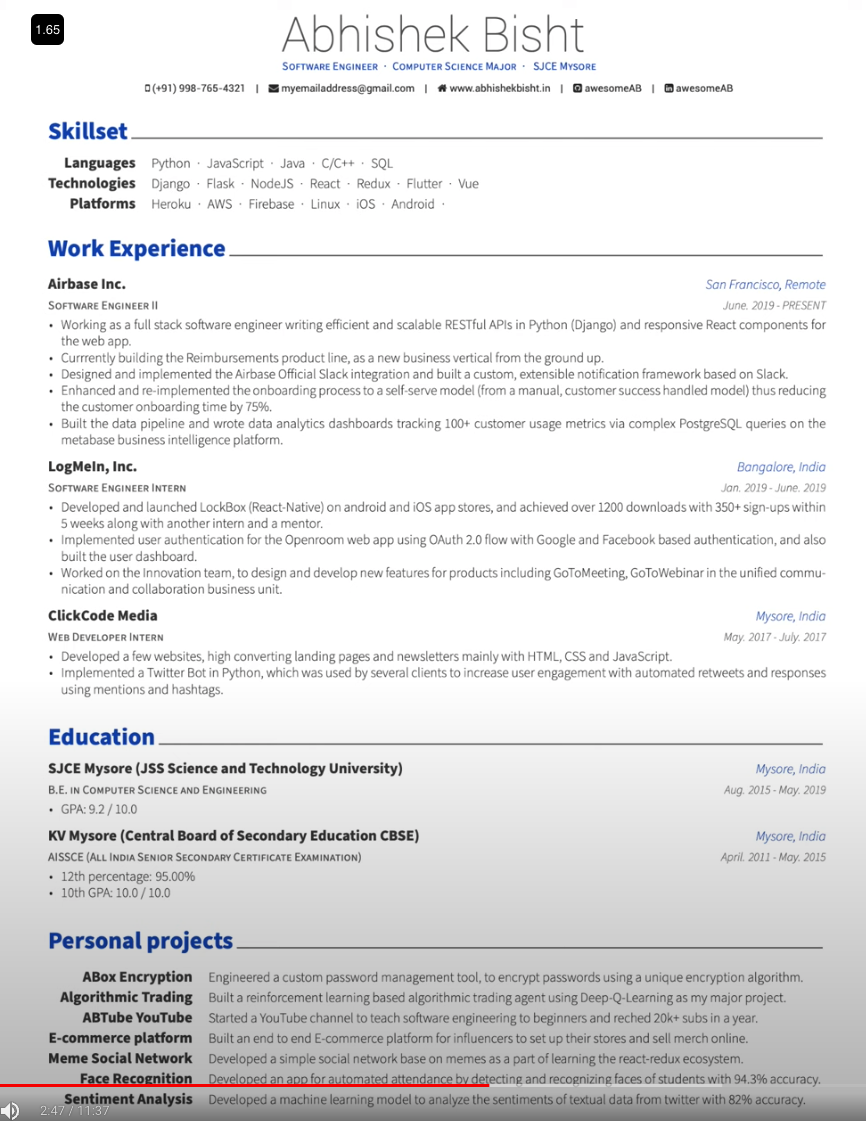 1.65
Abhishek Bisht
Software Engineer · Computer Science Major · SJCE Mysore
(+91) 998-765-4321 | myemailaddress@gmail.com | www.abhishekbisht.in | awesomeAB | awesomeAB
Skillset
Languages Python · JavaScript · Java · C/C++ · SQL
Technologies Django · Flask · NodeJS · React · Redux · Flutter · Vue
Platforms Heroku · AWS · Firebase · Linux · iOS · Android ·
Work Experience
Airbase Inc. San Francisco, Remote
Software Engineer II June. 2019 - PRESENT
• Working as a full stack software engineer writing efficient and scalable RESTful APIs in Python (Django) and responsive React components for
the web app.
• Currrently building the Reimbursements product line, as a new business vertical from the ground up.
• Designed and implemented the Airbase Official Slack integration and built a custom, extensible notification framework based on Slack.
• Enhanced and re-implemented the onboarding process to a self-serve model (from a manual, customer success handled model) thus reducing
the customer onboarding time by 75%.
• Built the data pipeline and wrote data analytics dashboards tracking 100+ customer usage metrics via complex PostgreSQL queries on the
metabase business intelligence platform.
LogMeIn, Inc. Bangalore, India
Software Engineer Intern Jan. 2019 - June. 2019
• Developed and launched LockBox (React-Native) on android and iOS app stores, and achieved over 1200 downloads with 350+ sign-ups within
5 weeks along with another intern and a mentor.
• Implemented user authentication for the Openroom web app using OAuth 2.0 flow with Google and Facebook based authentication, and also
built the user dashboard.
• Worked on the Innovation team, to design and develop new features for products including GoToMeeting, GoToWebinar in the unified commu-
nication and collaboration business unit.
ClickCode Media Mysore, India
Web Developer Intern May. 2017 - July. 2017
• Developed a few websites, high converting landing pages and newsletters mainly with HTML, CSS and JavaScript.
• Implemented a Twitter Bot in Python, which was used by several clients to increase user engagement with automated retweets and responses
using mentions and hashtags.
Education
SJCE Mysore (JSS Science and Technology University) Mysore, India
B.E. in Computer Science and Engineering Aug. 2015 - May. 2019
• GPA: 9.2 / 10.0
KV Mysore (Central Board of Secondary Education CBSE) Mysore, India
AISSCE (All India Senior Secondary Certificate Examination) April. 2011 - May. 2015
• 12th percentage: 95.00%
• 10th GPA: 10.0 / 10.0
Personal projects
ABox Encryption Engineered a custom password management tool, to encrypt passwords using a unique encryption algorithm.
Algorithmic Trading Built a reinforcement learning based algorithmic trading agent using Deep-Q-Learning as my major project.
ABTube YouTube Started a YouTube channel to teach software engineering to beginners and reched 20k+ subs in a year.
E-commerce platform Built an end to end E-commerce platform for influencers to set up their stores and sell merch online.
Meme Social Network Developed a simple social network base on memes as a part of learning the react-redux ecosystem.
Face Recognition Developed an app for automated attendance by detecting and recognizing faces of students with 94.3% accuracy.
Sentiment Analysis Developed a machine learning model to analyze the sentiments of textual data from twitter with 82% accuracy.
2:47 / 11:37